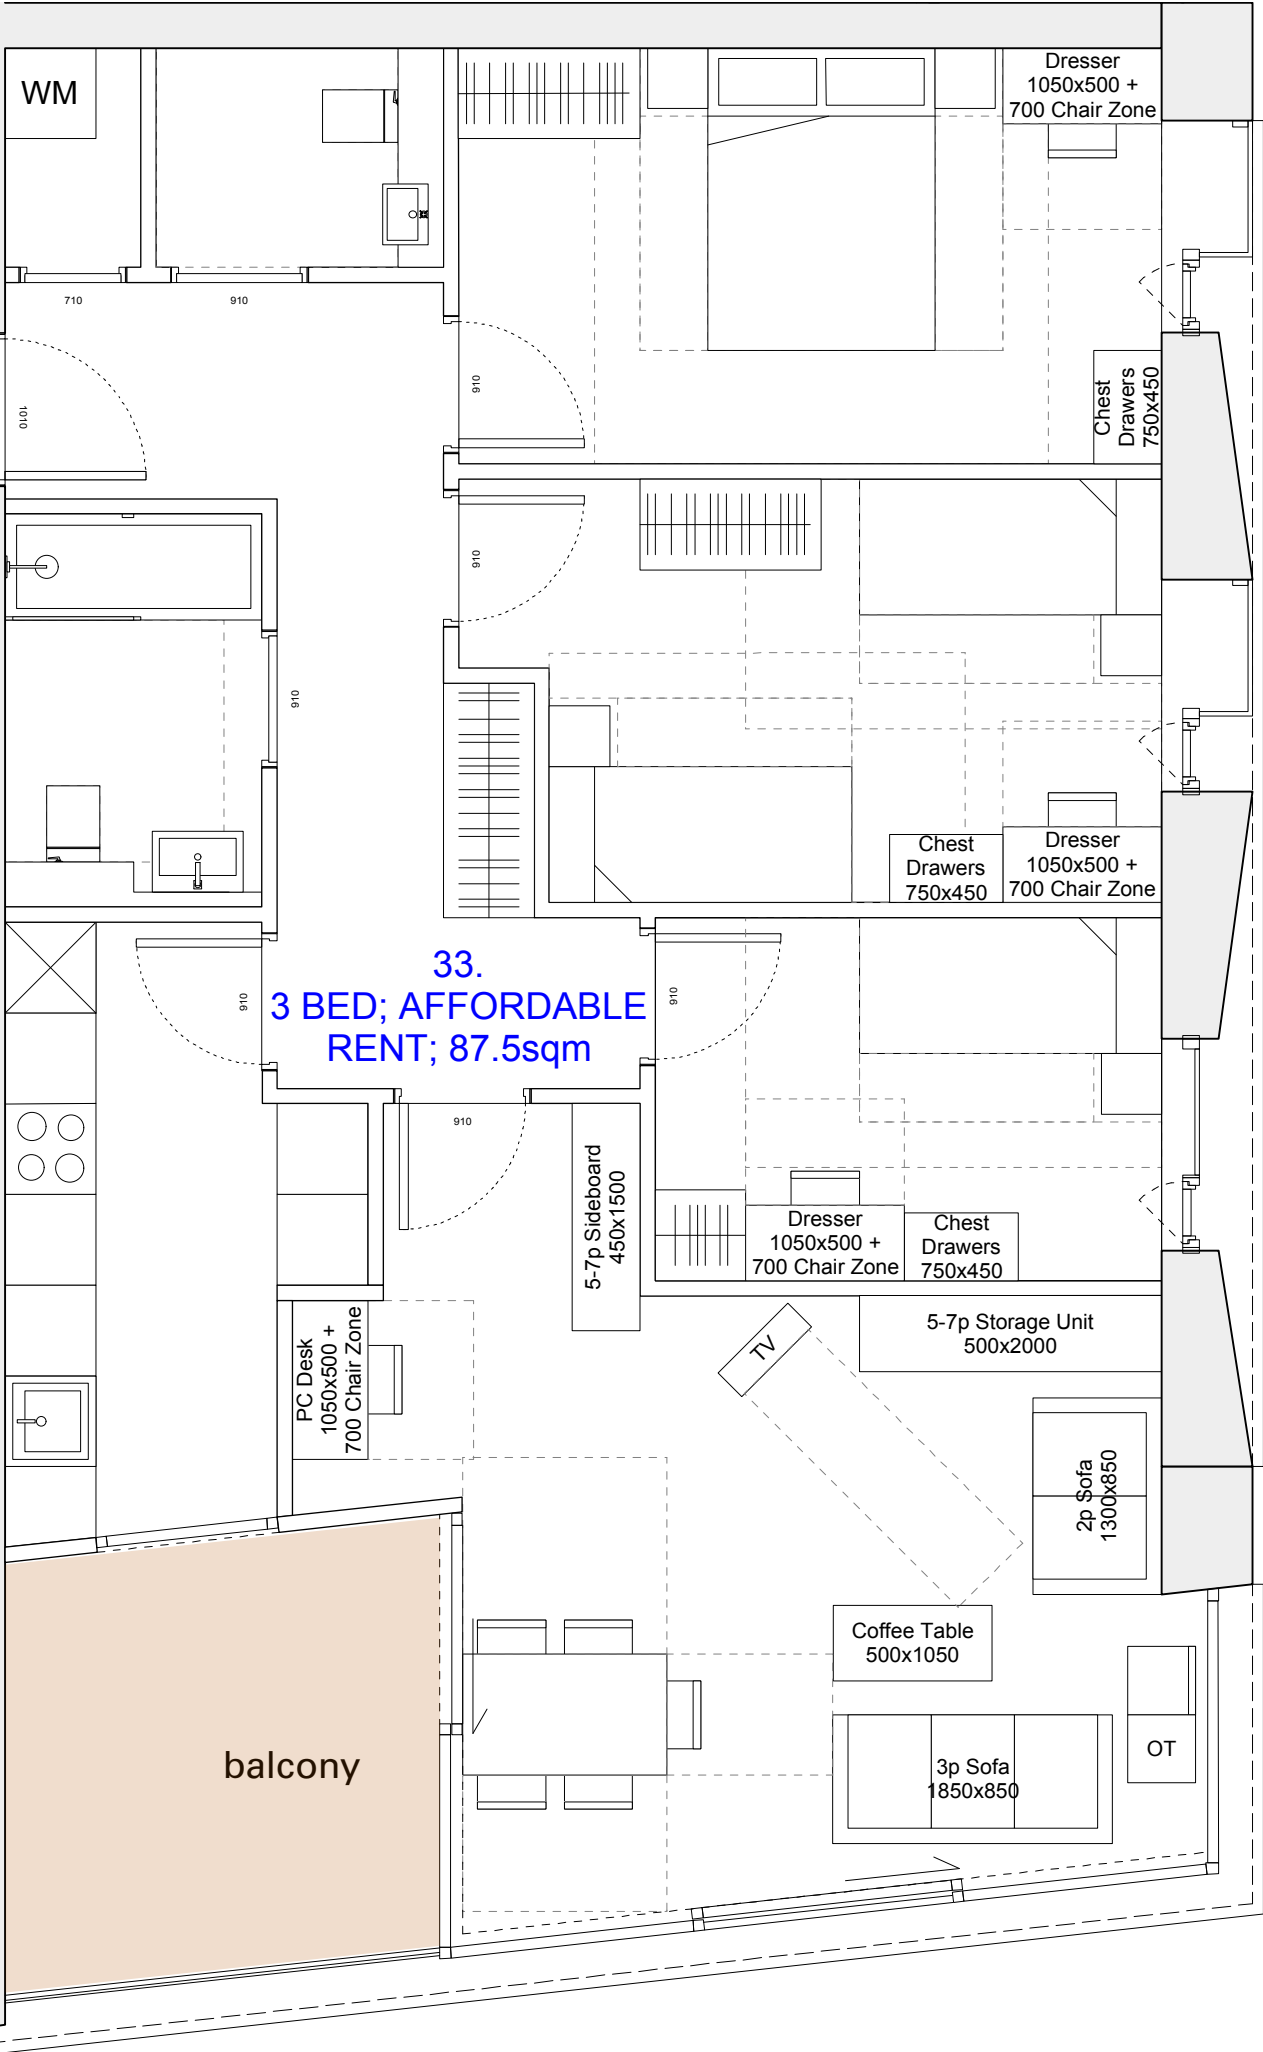 WM
Dresser
1050x500 +
700 Chair Zone
710
910
1010
910
Chest
Drawers
750x450
910
910
Chest
Drawers
750x450
Dresser
1050x500 +
700 Chair Zone
33.
3 BED; AFFORDABLE
RENT; 87.5sqm
910
910
910
5-7p Sideboard
450x1500
Dresser
1050x500 +
700 Chair Zone
Chest
Drawers
750x450
PC Desk
1050x500 +
700 Chair Zone
TV
5-7p Storage Unit
500x2000
2p Sofa
1300x850
Coffee Table
500x1050
balcony
3p Sofa
1850x850
OT